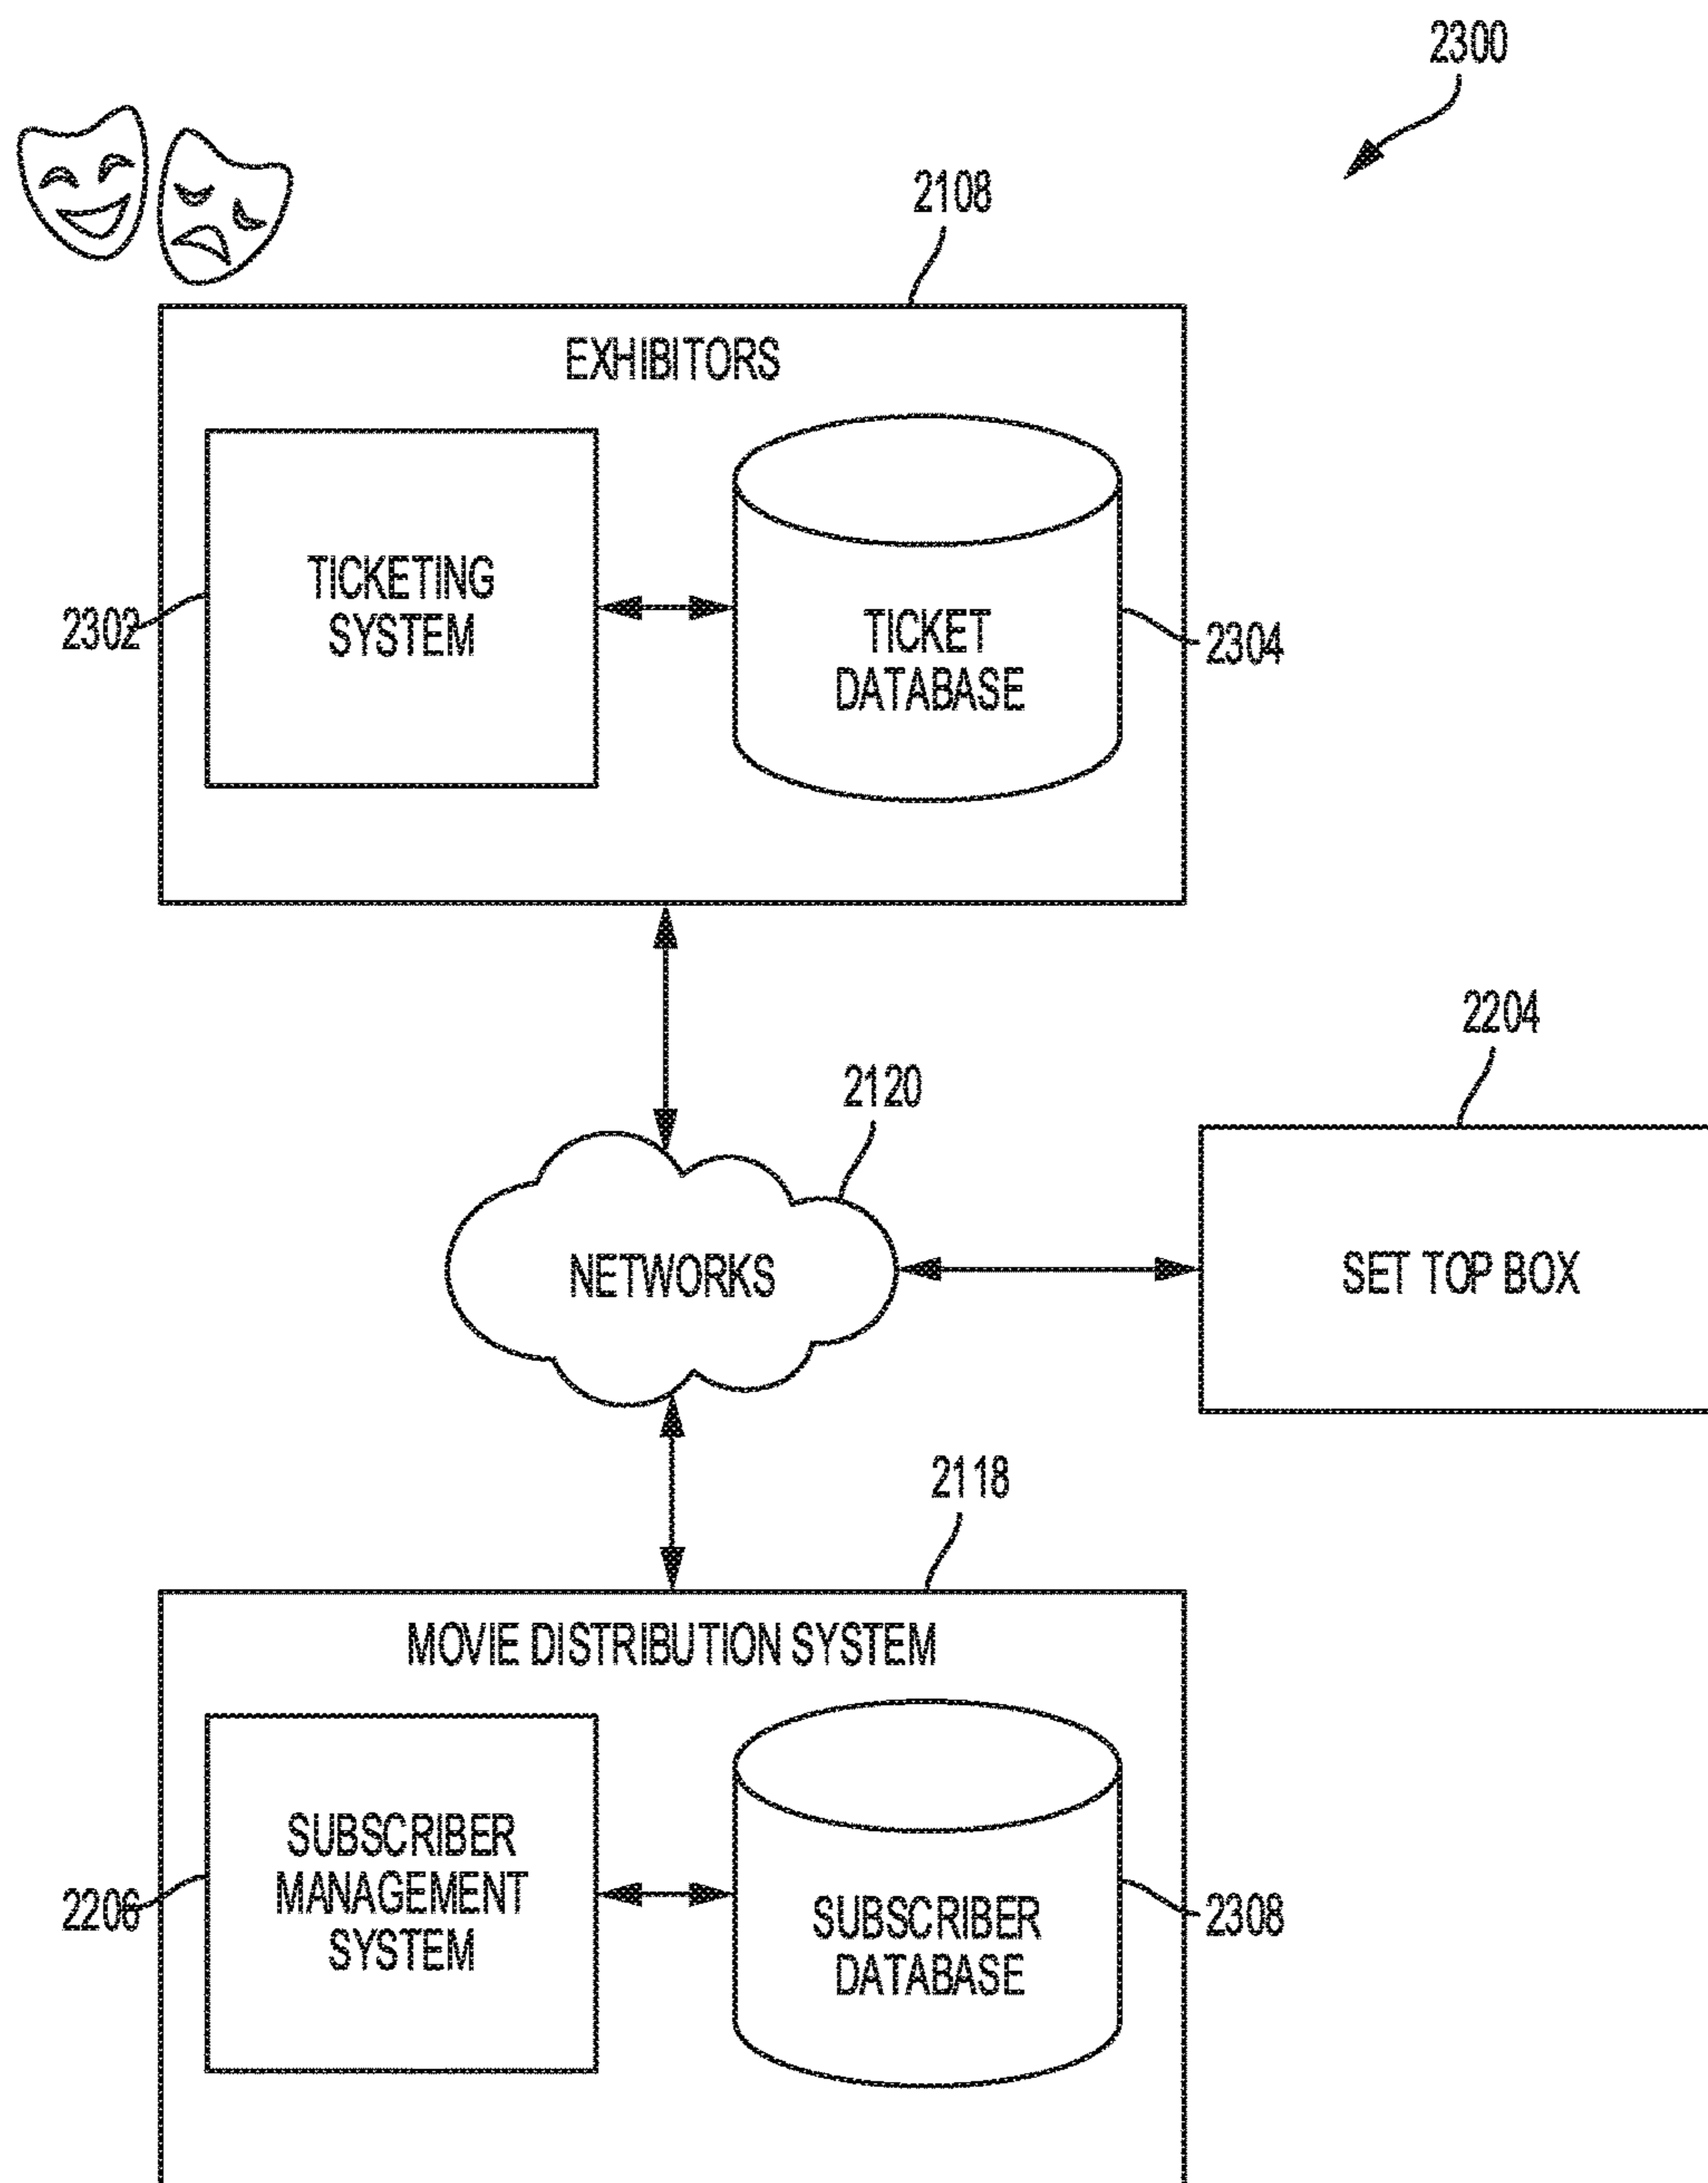 2300
2108
EXHIBITORS
TICKETING
SYSTEM
2302
TICKET
DATABASE
2304
2204
2120
NETWORKS
SET TOP BOX
2118
MOVIE DISTRIBUTION SYSTEM
SUBSCRIBER
MANAGEMENT
SYSTEM
2206
SUBSCRIBER
DATABASE
2308